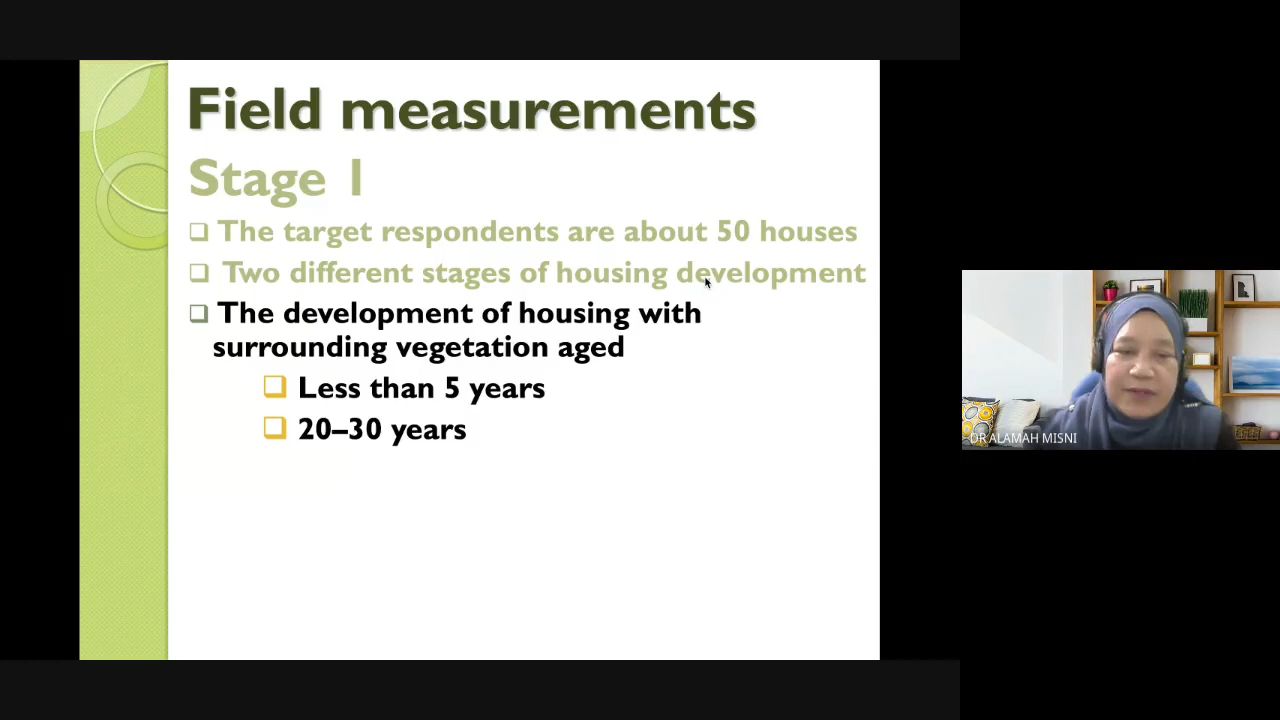 Field measurements
Stage 1
The target respondents are about 50 houses
Two different stages of housing development
The development of housing with
surrounding vegetation aged
Less than 5 years
20–30 years
DR ALAMAH MISNI